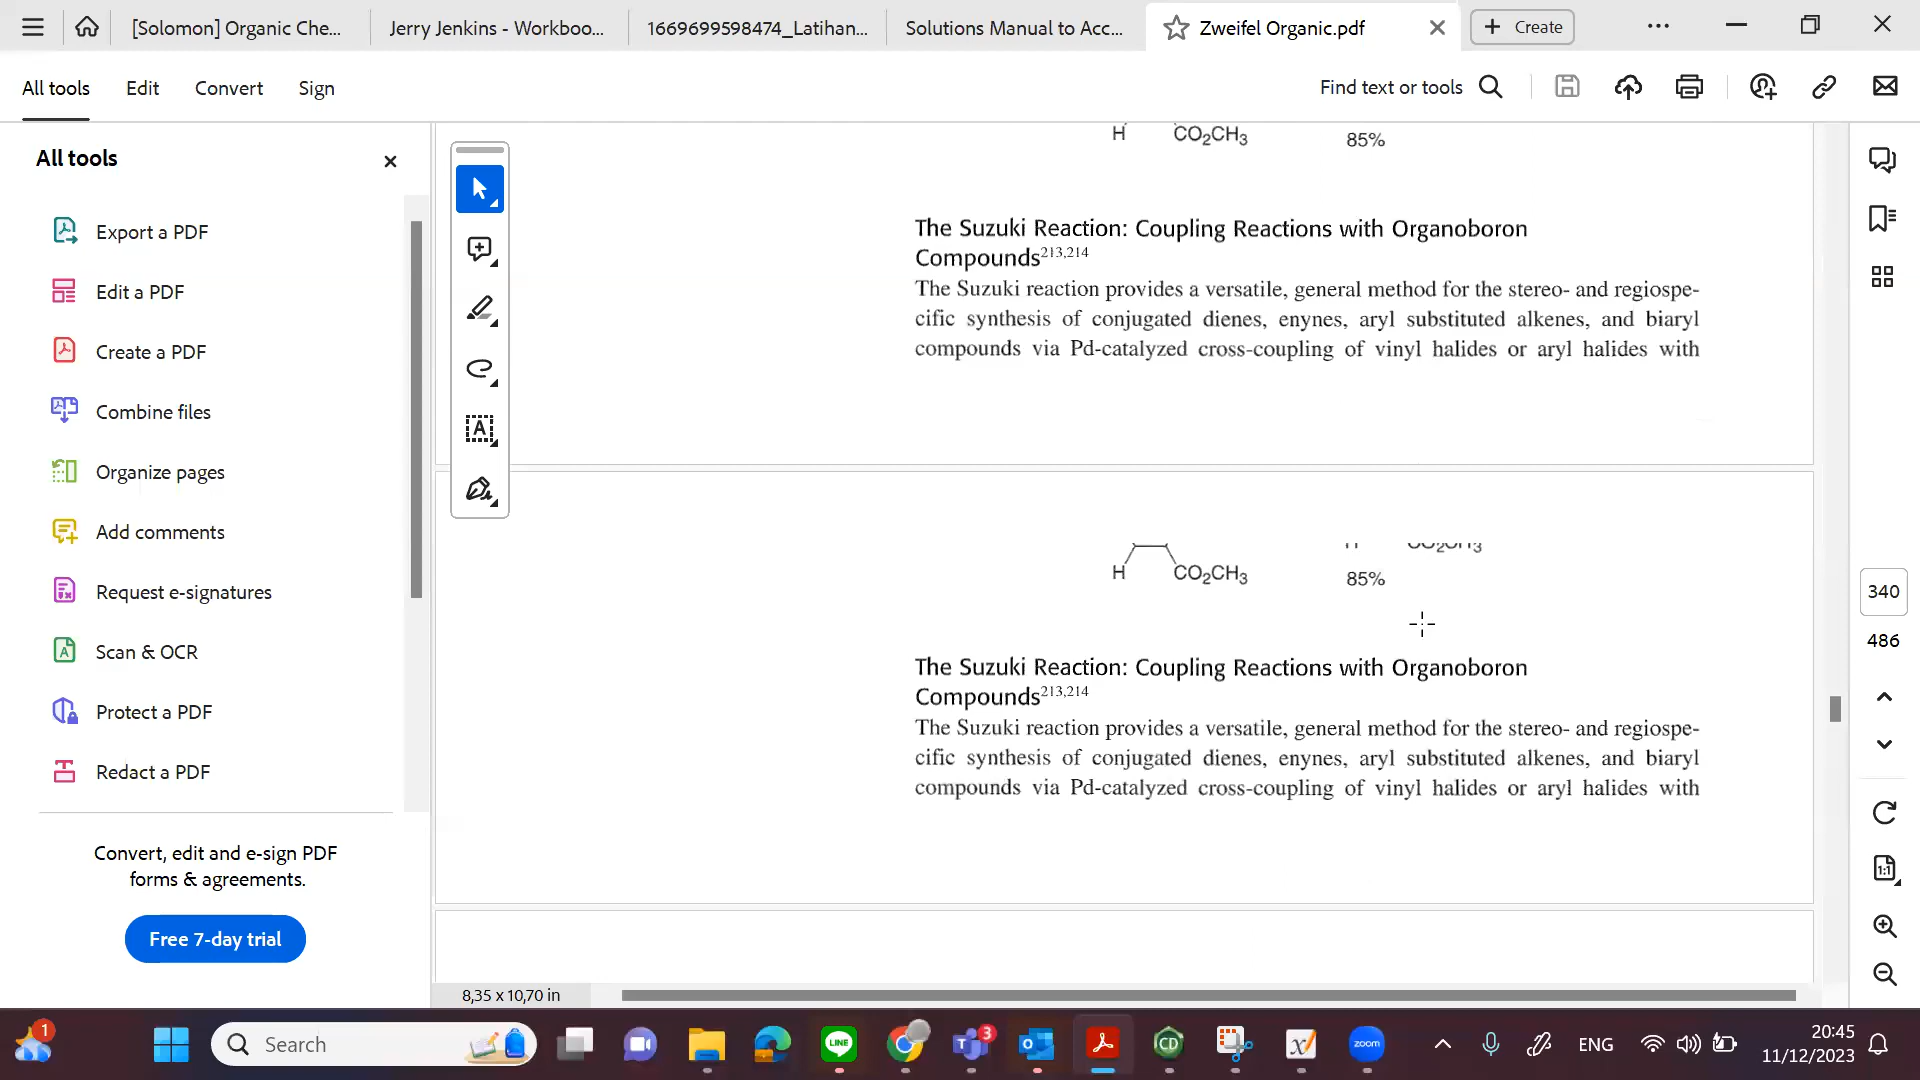 [Solomon] Organic Che...
Jerry Jenkins - Workboo...
1669699598474_Latihan...
Solutions Manual to Acc...
Zweifel Organic.pdf
Create
All tools
Edit
Convert
Sign
Find text or tools
All tools
Export a PDF
Edit a PDF
Create a PDF
Combine files
Organize pages
Add comments
Request e-signatures
Scan & OCR
Protect a PDF
Redact a PDF
Convert, edit and e-sign PDF
forms & agreements.
Free 7-day trial
H CO₂CH₃ 85%
The Suzuki Reaction: Coupling Reactions with Organoboron
Compounds²¹³,²¹⁴
The Suzuki reaction provides a versatile, general method for the stereo- and regiospe-
cific synthesis of conjugated dienes, enynes, aryl substituted alkenes, and biaryl
compounds via Pd-catalyzed cross-coupling of vinyl halides or aryl halides with
H CO₂CH₃ 85%
The Suzuki Reaction: Coupling Reactions with Organoboron
Compounds²¹³,²¹⁴
The Suzuki reaction provides a versatile, general method for the stereo- and regiospe-
cific synthesis of conjugated dienes, enynes, aryl substituted alkenes, and biaryl
compounds via Pd-catalyzed cross-coupling of vinyl halides or aryl halides with
8,35 x 10,70 in
340
486
1:1
1
Search
LINE
3
CD
zoom
ENG
20:45
11/12/2023